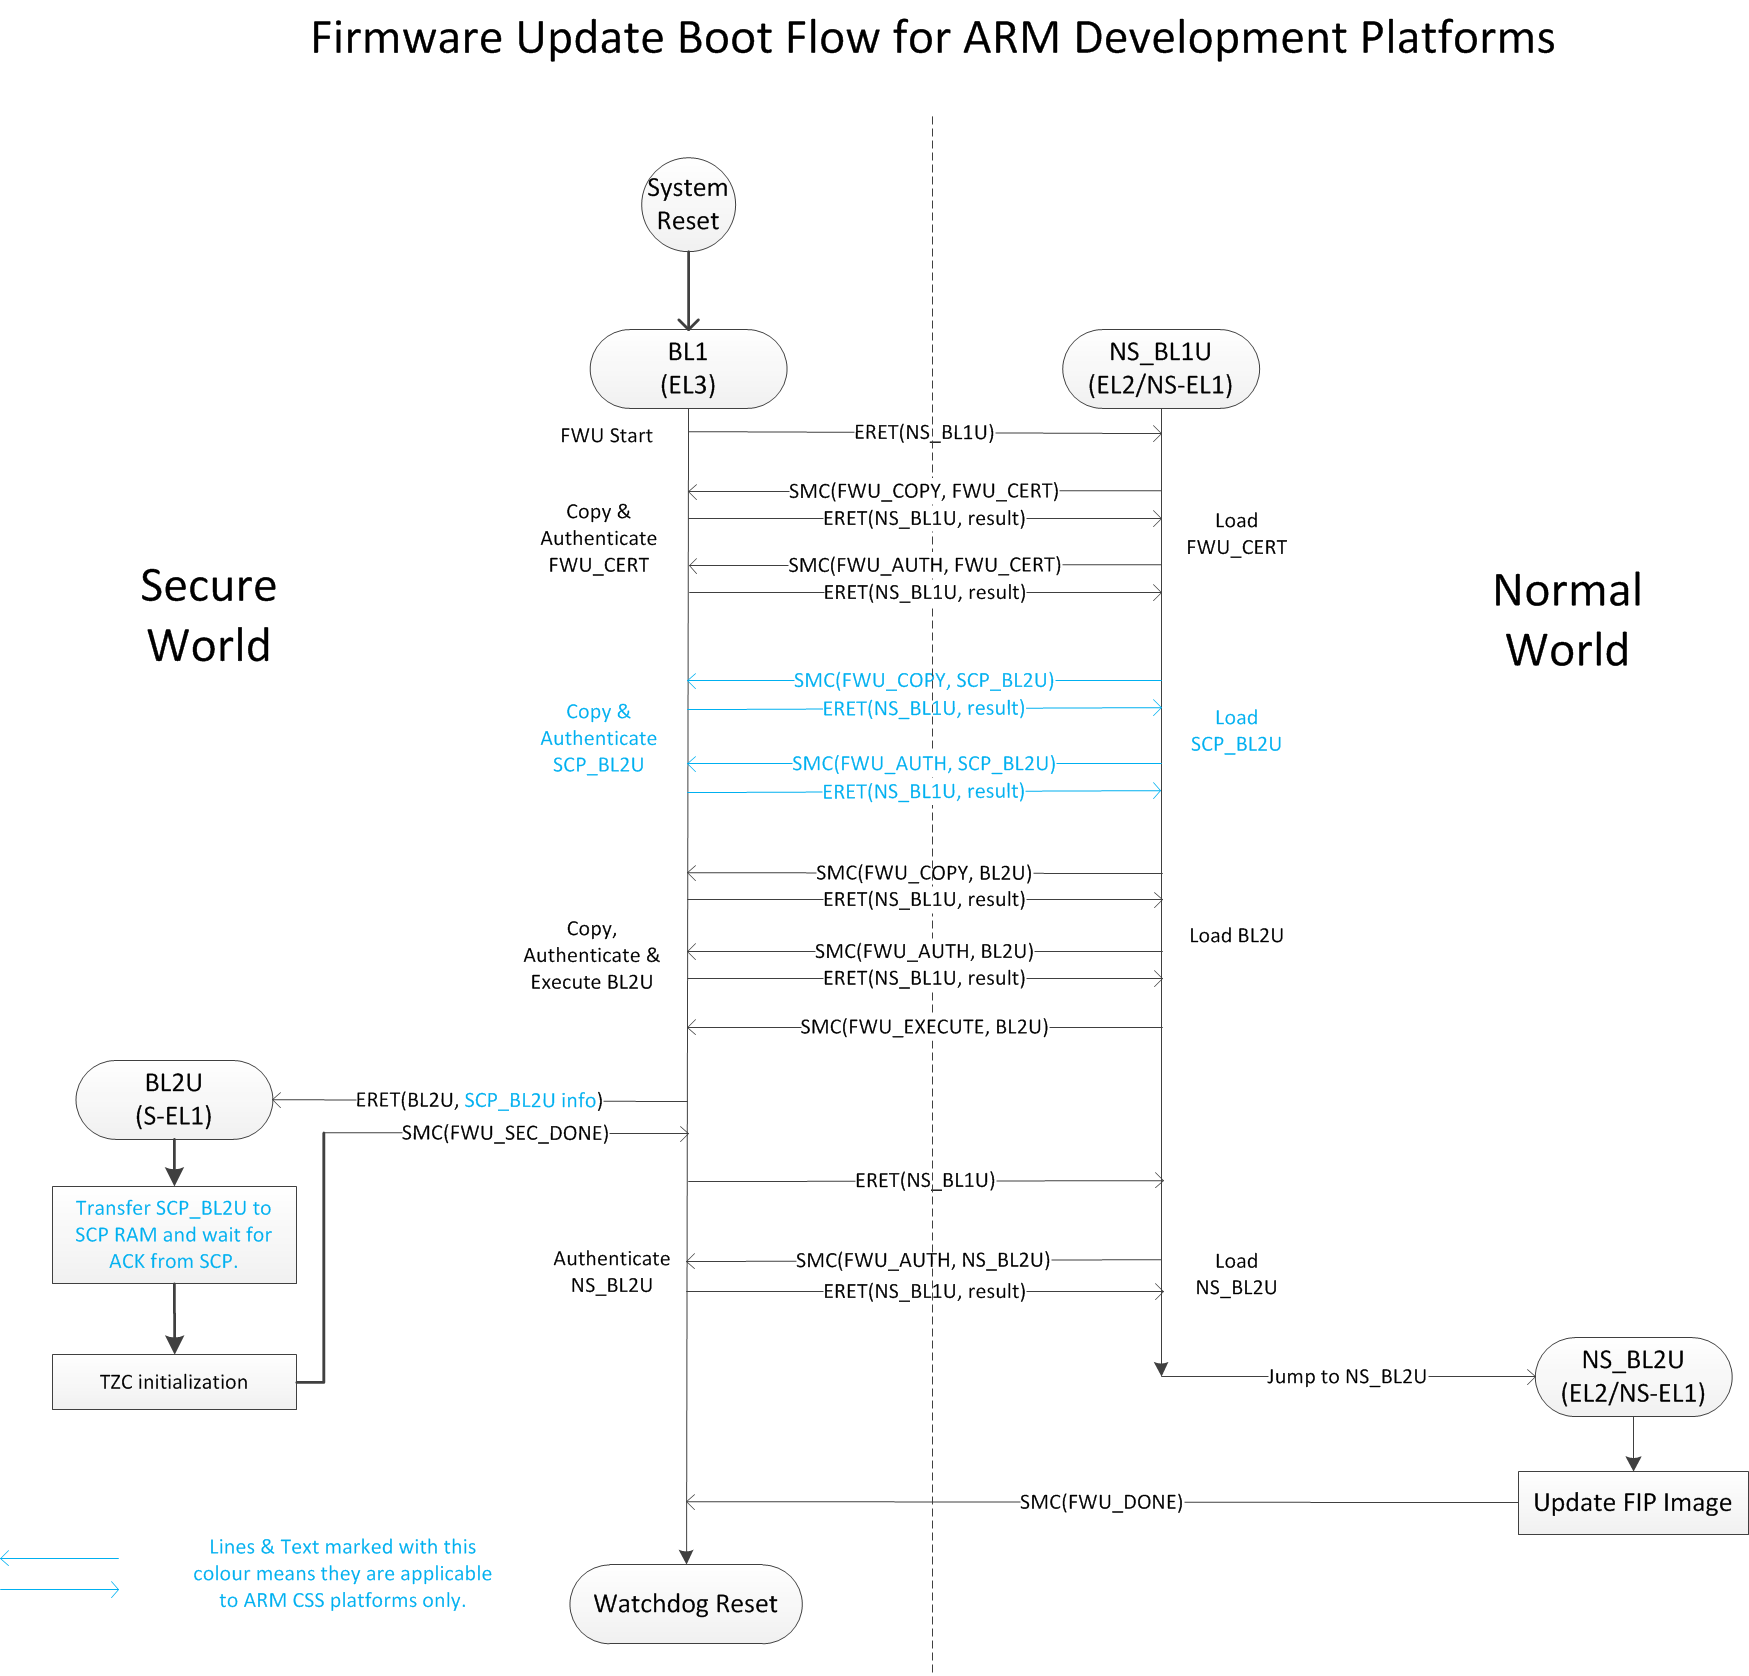 Firmware Update Boot Flow for ARM Development Platforms
System
Reset
BL1
(EL3)
NS_BL1U
(EL2/NS-EL1)
FWU Start
ERET(NS_BL1U)
SMC(FWU_COPY, FWU_CERT)
ERET(NS_BL1U, result)
Copy &
Authenticate
FWU_CERT
Load
FWU_CERT
SMC(FWU_AUTH, FWU_CERT)
ERET(NS_BL1U, result)
Secure
World
Normal
World
SMC(FWU_COPY, SCP_BL2U)
ERET(NS_BL1U, result)
Copy &
Authenticate
SCP_BL2U
Load
SCP_BL2U
SMC(FWU_AUTH, SCP_BL2U)
ERET(NS_BL1U, result)
SMC(FWU_COPY, BL2U)
ERET(NS_BL1U, result)
Copy,
Authenticate &
Execute BL2U
Load BL2U
SMC(FWU_AUTH, BL2U)
ERET(NS_BL1U, result)
SMC(FWU_EXECUTE, BL2U)
BL2U
(S-EL1)
ERET(BL2U, SCP_BL2U info)
SMC(FWU_SEC_DONE)
ERET(NS_BL1U)
Transfer SCP_BL2U to
SCP RAM and wait for
ACK from SCP.
Authenticate
NS_BL2U
SMC(FWU_AUTH, NS_BL2U)
ERET(NS_BL1U, result)
Load
NS_BL2U
TZC initialization
Jump to NS_BL2U
NS_BL2U
(EL2/NS-EL1)
SMC(FWU_DONE)
Update FIP Image
Lines & Text marked with this
colour means they are applicable
to ARM CSS platforms only.
Watchdog Reset